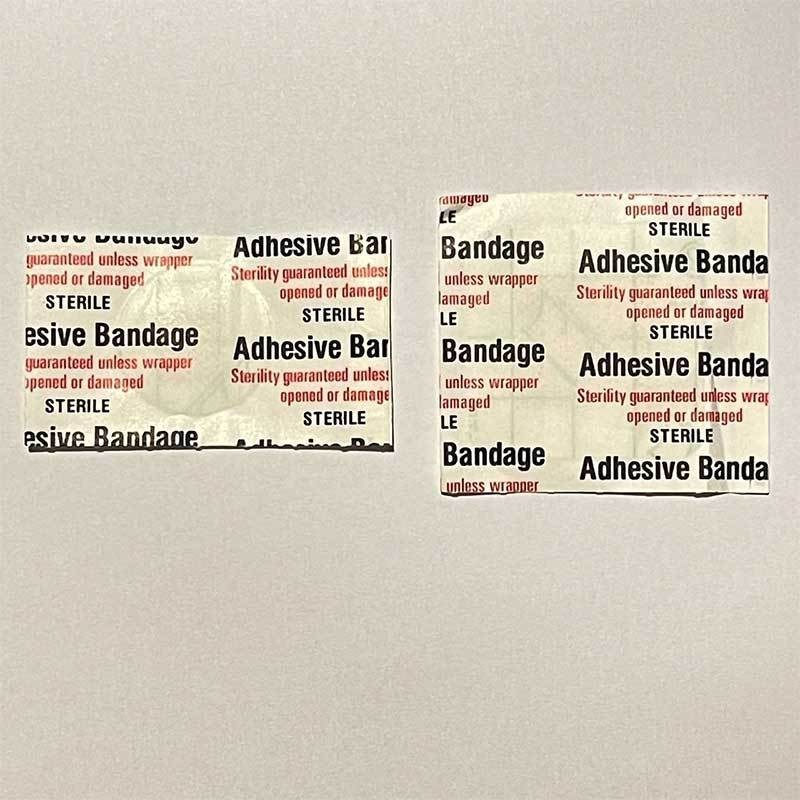 guaranteed unless wrapper
opened or damaged
STERILE
esive Bandage
guaranteed unless wrapper
opened or damaged
STERILE
esive Bandage
Adhesive Ban
Sterility guaranteed unless
opened or damage
STERILE
Adhesive Ban
Sterility guaranteed unless
opened or damage
STERILE
LE
Bandage
unless wrapper
damaged
LE
Bandage
unless wrapper
damaged
LE
Bandage
unless wrapper
opened or damaged
STERILE
Adhesive Banda
Sterility guaranteed unless wrap
opened or damaged
STERILE
Adhesive Banda
Sterility guaranteed unless wrap
opened or damaged
STERILE
Adhesive Banda